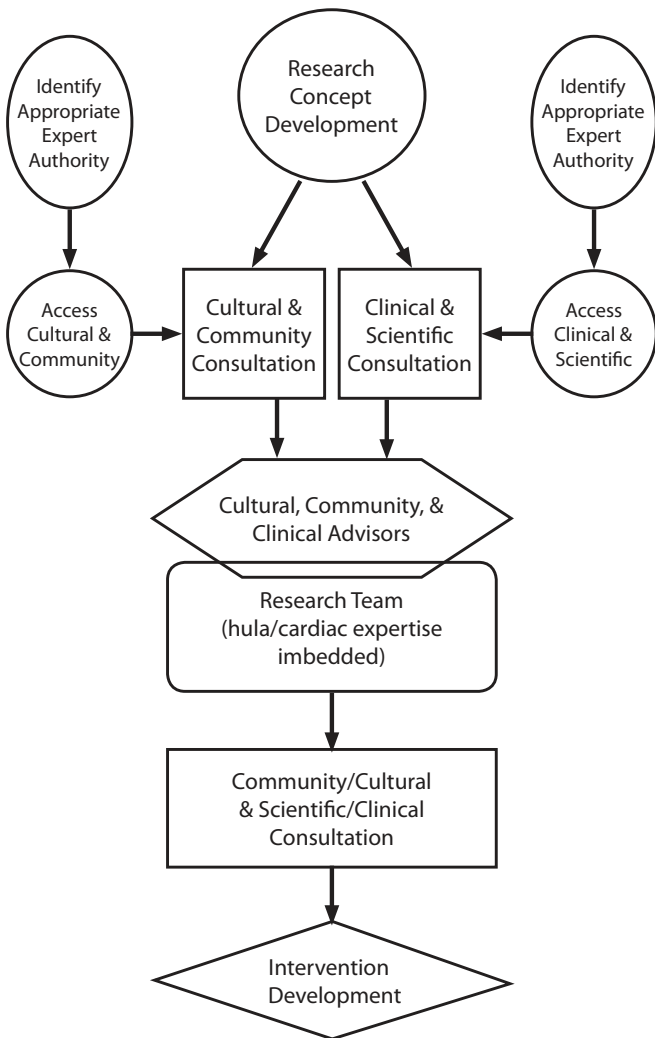 Identify
Appropriate
Expert
Authority
Research
Concept
Development
Identify
Appropriate
Expert
Authority
Access
Cultural &
Community
Cultural &
Community
Consultation
Clinical &
Scientific
Consultation
Access
Clinical &
Scientific
Cultural, Community, &
Clinical Advisors
Research Team
(hula/cardiac expertise
imbedded)
Community/Cultural
& Scientific/Clinical
Consultation
Intervention
Development